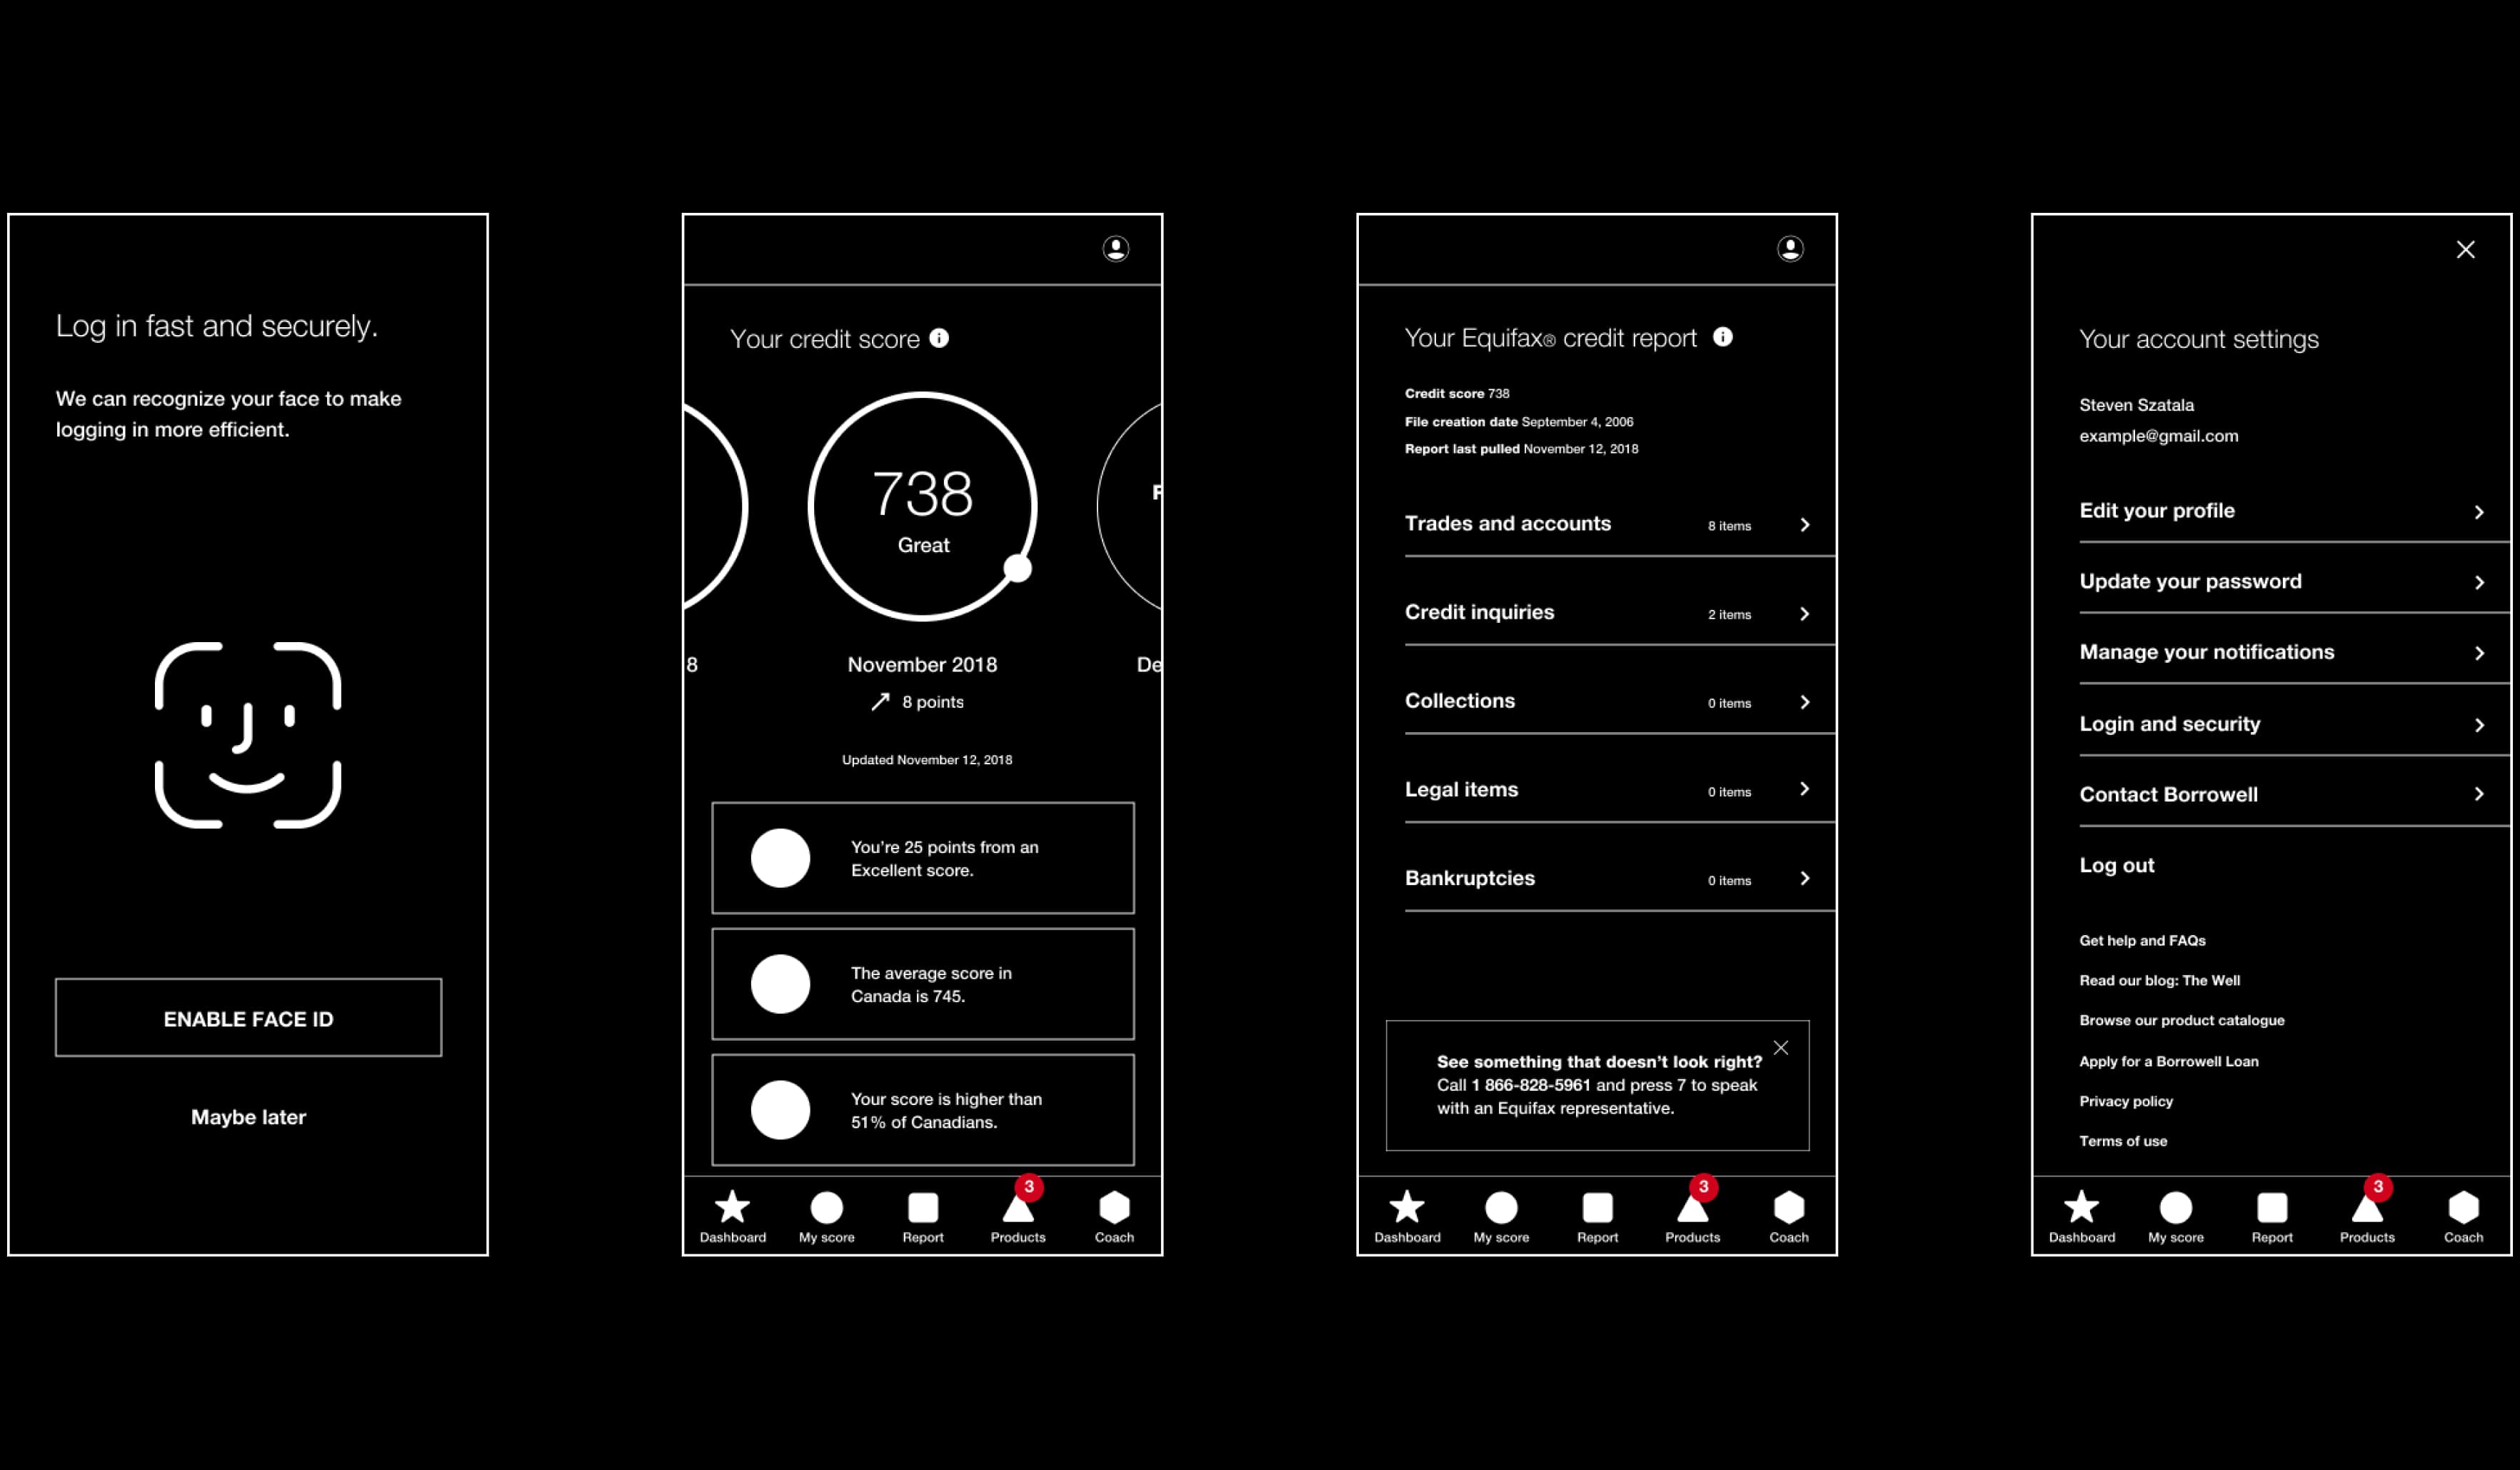 Log in fast and securely.
We can recognize your face to make
logging in more efficient.
ENABLE FACE ID
Maybe later
Your credit score
738
Great
F
8
November 2018
De
8 points
Updated November 12, 2018
You're 25 points from an
Excellent score.
The average score in
Canada is 745.
Your score is higher than
51% of Canadians.
3
Dashboard
My score
Report
Products
Coach
Your Equifax® credit report
Credit score 738
File creation date September 4, 2006
Report last pulled November 12, 2018
Trades and accounts 8 items
Credit inquiries 2 items
Collections 0 items
Legal items 0 items
Bankruptcies 0 items
See something that doesn't look right?
Call 1 866-828-5961 and press 7 to speak
with an Equifax representative.
3
Dashboard
My score
Report
Products
Coach
Your account settings
Steven Szatala
example@gmail.com
Edit your profile
Update your password
Manage your notifications
Login and security
Contact Borrowell
Log out
Get help and FAQs
Read our blog: The Well
Browse our product catalogue
Apply for a Borrowell Loan
Privacy policy
Terms of use
3
Dashboard
My score
Report
Products
Coach